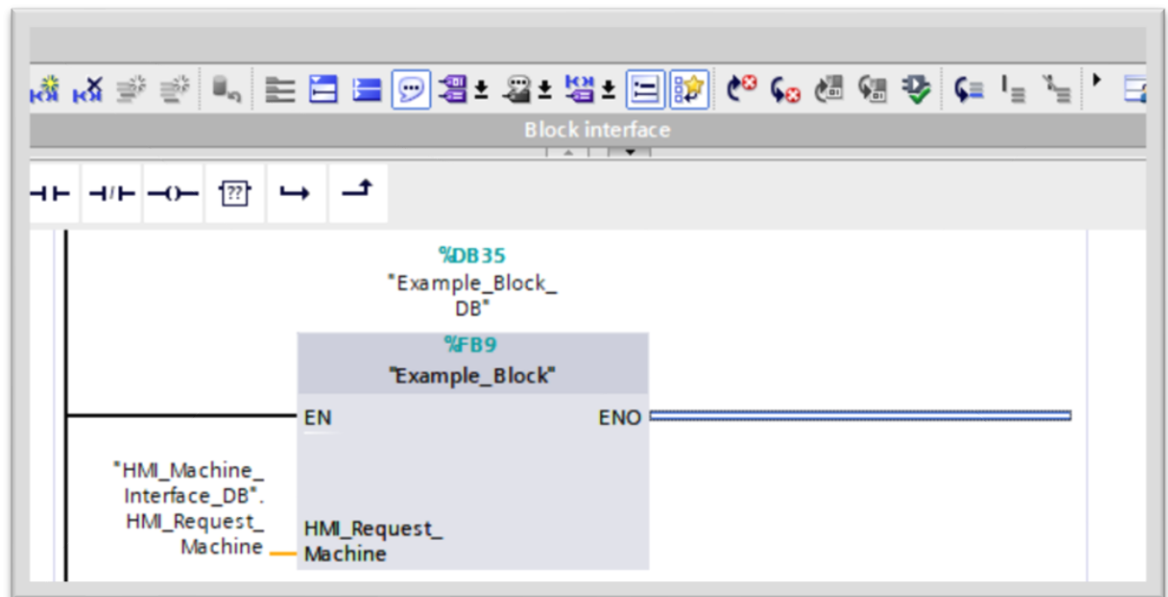 Block interface
??
%DB35
"Example_Block_
DB"
%FB9
"Example_Block"
EN
ENO
"HMI_Machine_
Interface_DB".
HMI_Request_
Machine
HMI_Request_
Machine